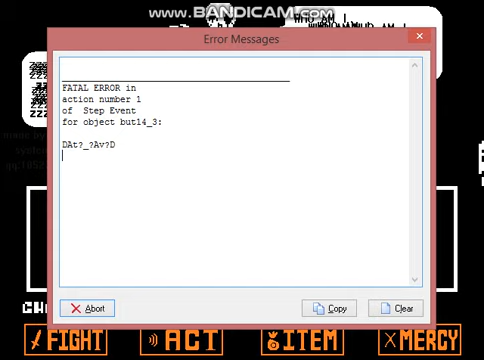 www.BANDICAM.com
Error Messages
FATAL ERROR in
action number 1
of Step Event
for object but14_3:
DAt?_?Av?D
Abort
Copy
Clear
FIGHT
ACT
ITEM
MERCY